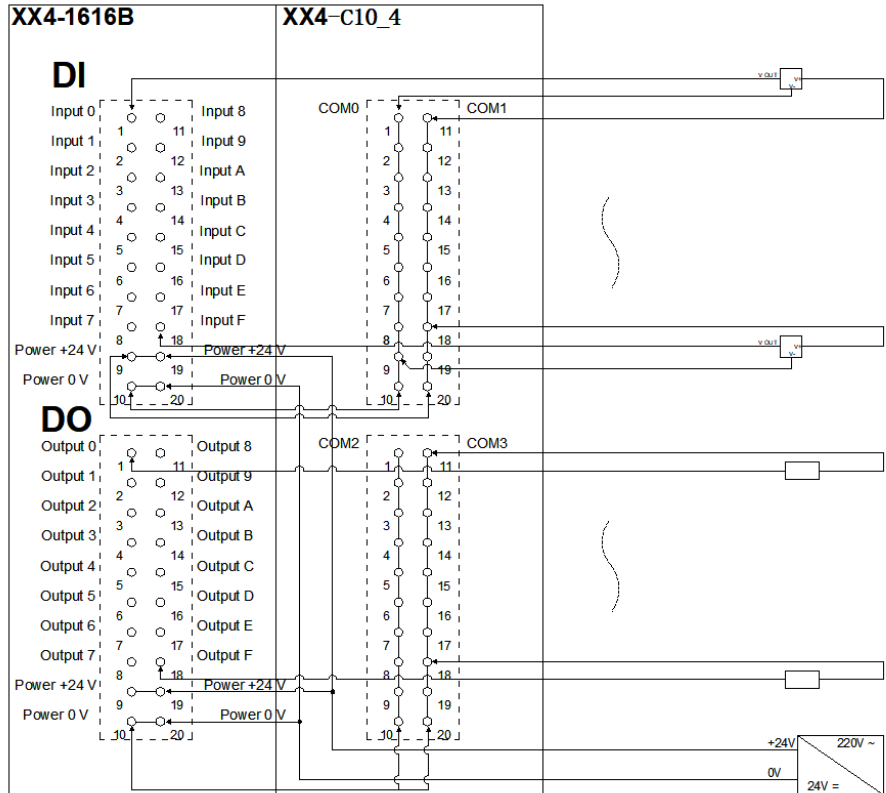 XX4-1616B XX4-C10_4
DI
V OUT V+
V-
Input 0 Input 8 COM0 COM1
1 11 1 11
Input 1 Input 9
2 12 2 12
Input 2 Input A
3 13 3 13
Input 3 Input B
4 14 4 14
Input 4 Input C
5 15 5 15
Input 5 Input D
6 16 6 16
Input 6 Input E
7 17 7 17
Input 7 Input F
8 18 8 18
V OUT V+
V-
Power +24 V Power +24 V
9 19 9 19
Power 0 V Power 0 V
10 20 10 20
DO
Output 0 Output 8 COM2 COM3
1 11 1 11
Output 1 Output 9
2 12 2 12
Output 2 Output A
3 13 3 13
Output 3 Output B
4 14 4 14
Output 4 Output C
5 15 5 15
Output 5 Output D
6 16 6 16
Output 6 Output E
7 17 7 17
Output 7 Output F
8 18 8 18
Power +24 V Power +24 V
9 19 9 19
Power 0 V Power 0 V
10 20 10 20
+24V 220V ~
0V
24V =